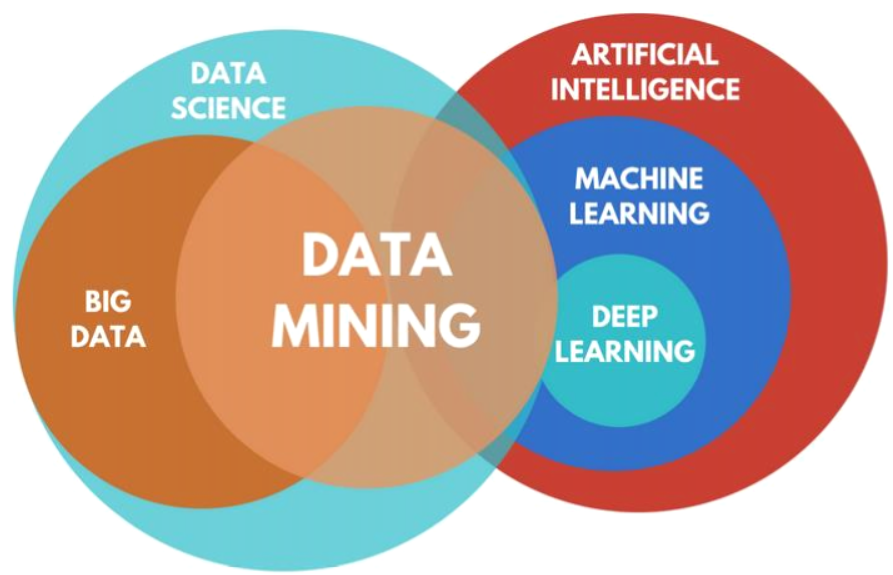 DATA
SCIENCE
ARTIFICIAL
INTELLIGENCE
MACHINE
LEARNING
DATA
MINING
BIG
DATA
DEEP
LEARNING